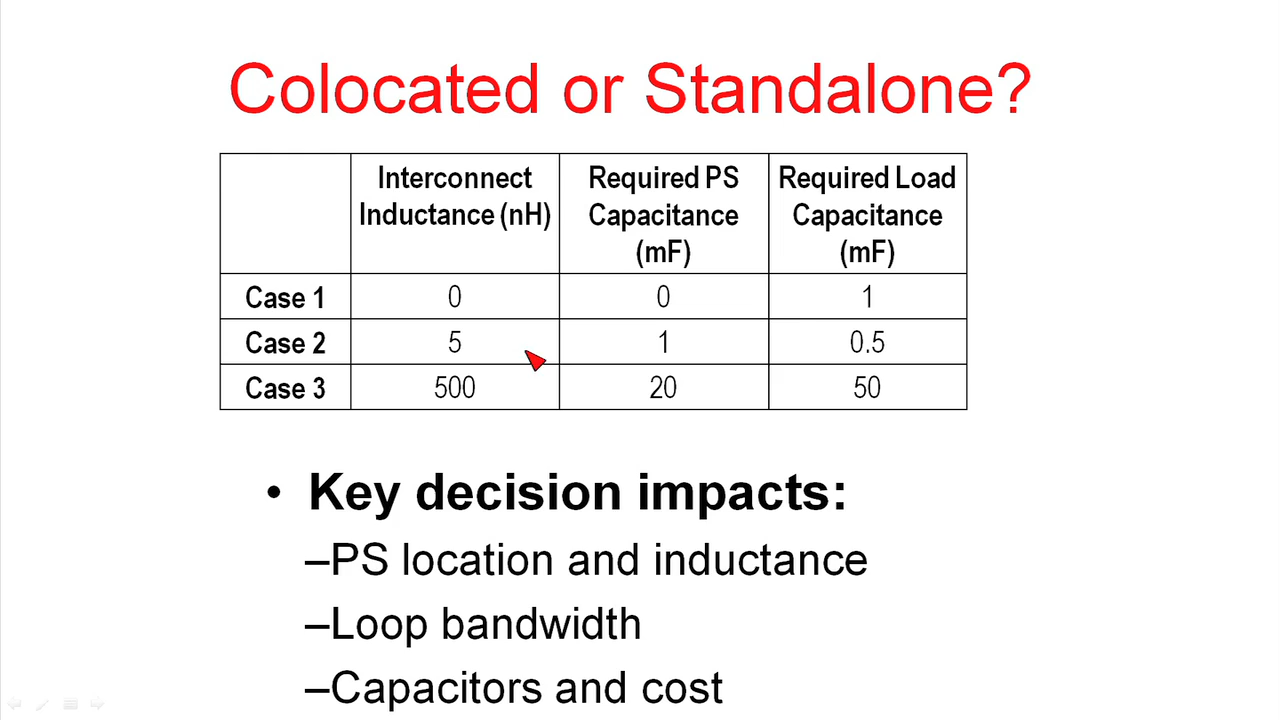 Colocated or Standalone?
Interconnect Inductance (nH) Required PS Capacitance (mF) Required Load Capacitance (mF)
Case 1 0 0 1
Case 2 5 1 0.5
Case 3 500 20 50
• Key decision impacts:
–PS location and inductance
–Loop bandwidth
–Capacitors and cost